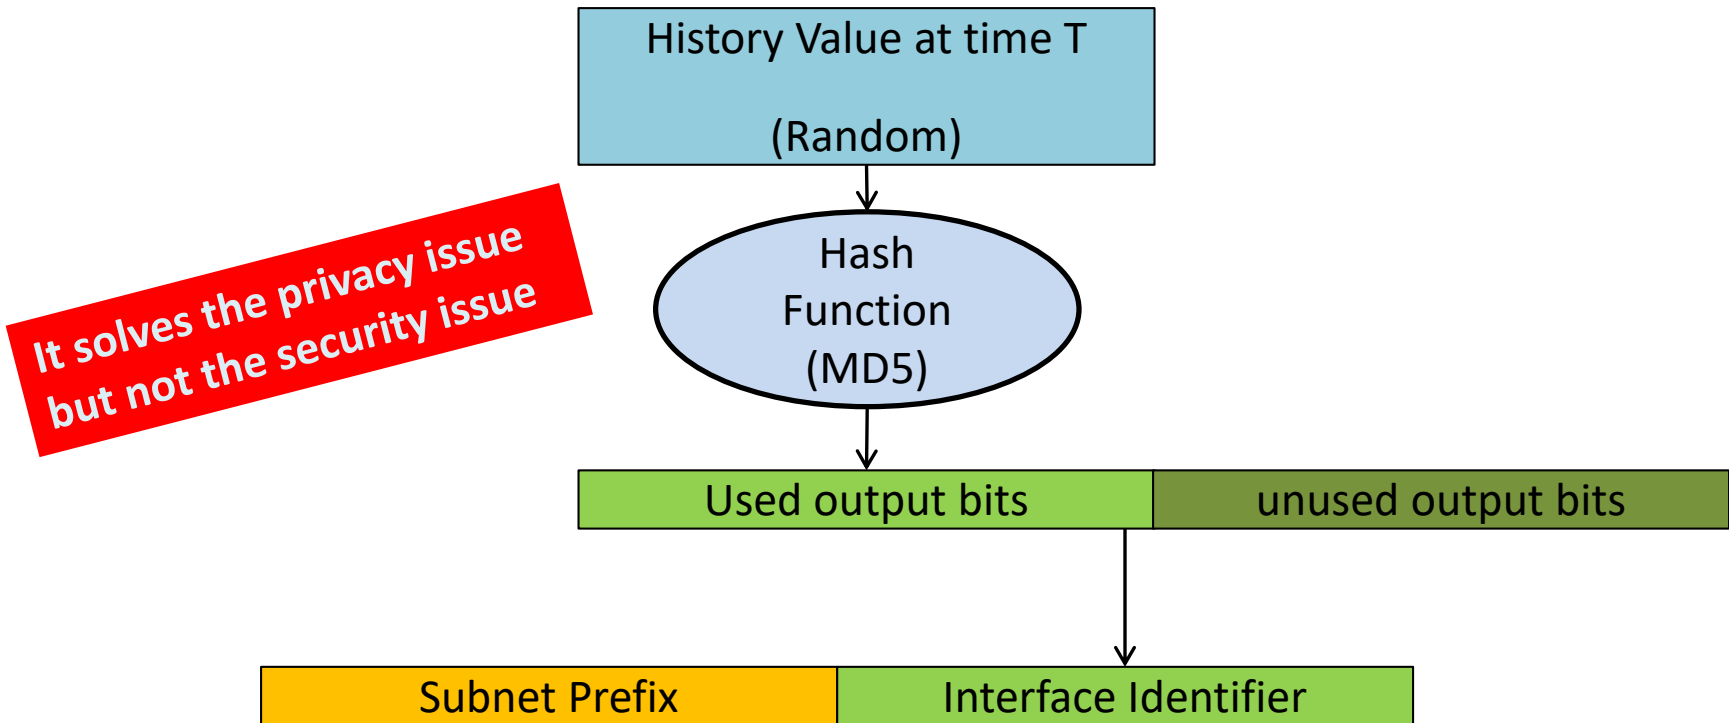 History Value at time T
(Random)
It solves the privacy issue
but not the security issue
Hash
Function
(MD5)
Used output bits
unused output bits
Subnet Prefix
Interface Identifier